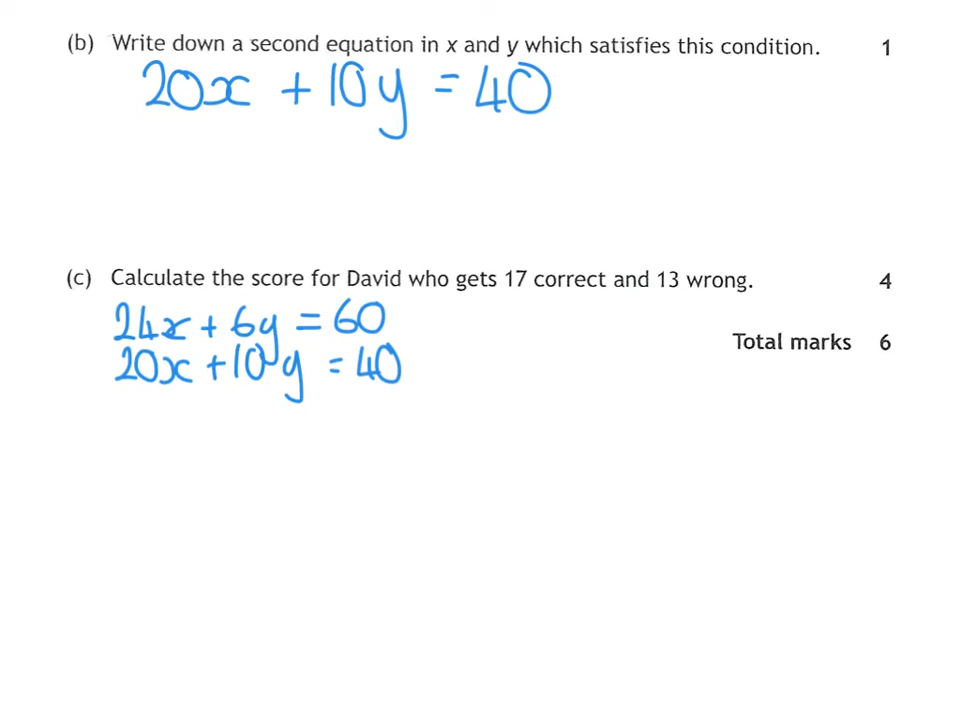 (b) Write down a second equation in x and y which satisfies this condition. 1
20x + 10y = 40
(c) Calculate the score for David who gets 17 correct and 13 wrong. 4
24x + 6y = 60
Total marks 6
20x + 10y = 40